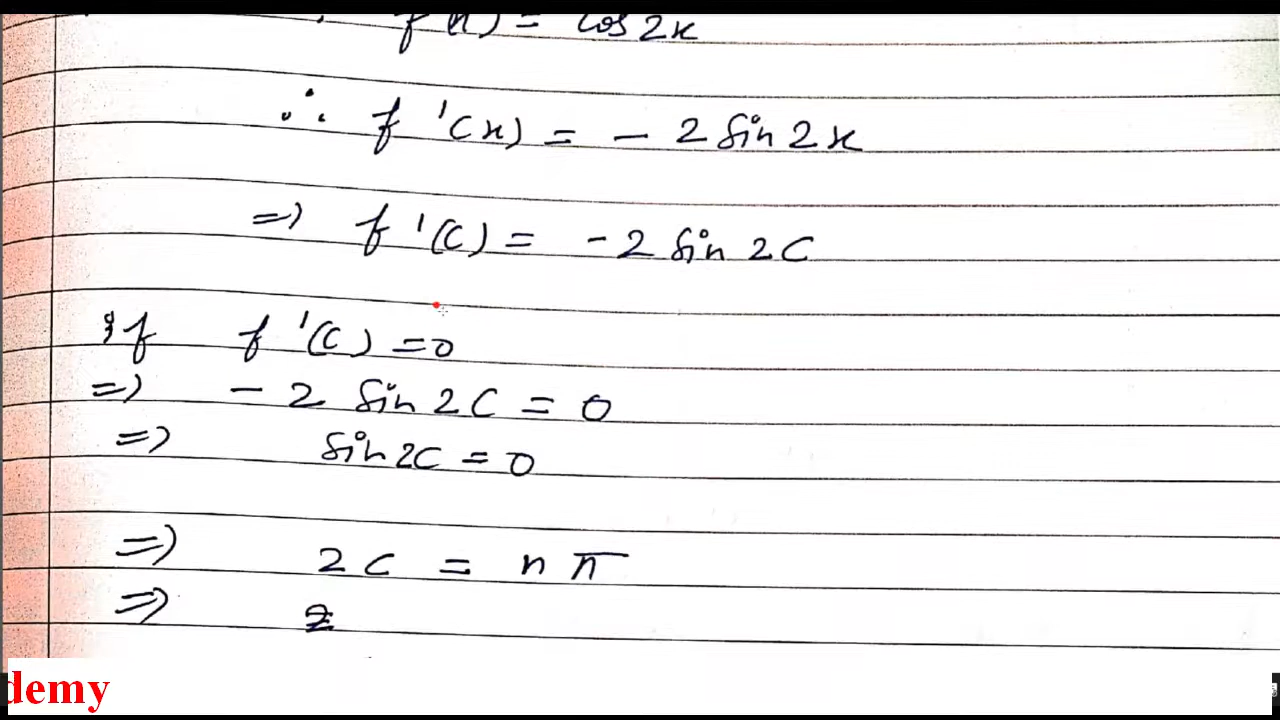 f(x) = cos 2x
∴ f'(x) = - 2 sin 2x
=> f'(c) = - 2 sin 2c
if f'(c) = 0
=> - 2 sin 2c = 0
=> sin 2c = 0
=> 2c = n π
=>
demy